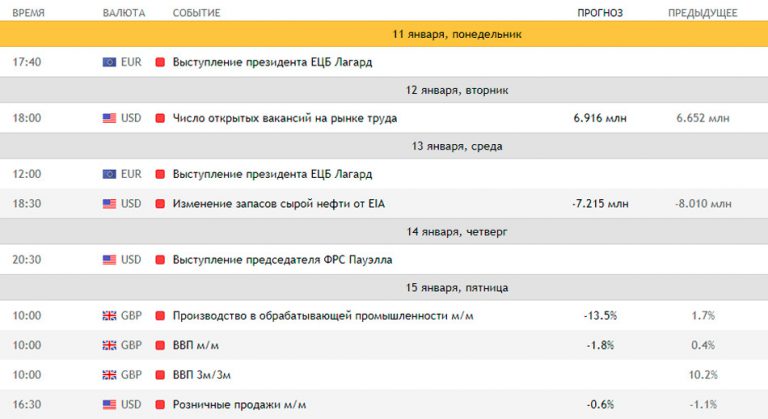 ВРЕМЯ ВАЛЮТА СОБЫТИЕ ПРОГНОЗ ПРЕДЫДУЩЕЕ
11 января, понедельник
17:40 EUR Выступление президента ЕЦБ Лагард
12 января, вторник
18:00 USD Число открытых вакансий на рынке труда 6.916 млн 6.652 млн
13 января, среда
12:00 EUR Выступление президента ЕЦБ Лагард
18:30 USD Изменение запасов сырой нефти от EIA -7.215 млн -8.010 млн
14 января, четверг
20:30 USD Выступление председателя ФРС Пауэлла
15 января, пятница
10:00 GBP Производство в обрабатывающей промышленности м/м -13.5% 1.7%
10:00 GBP ВВП м/м -1.8% 0.4%
10:00 GBP ВВП 3м/3м 10.2%
16:30 USD Розничные продажи м/м -0.6% -1.1%